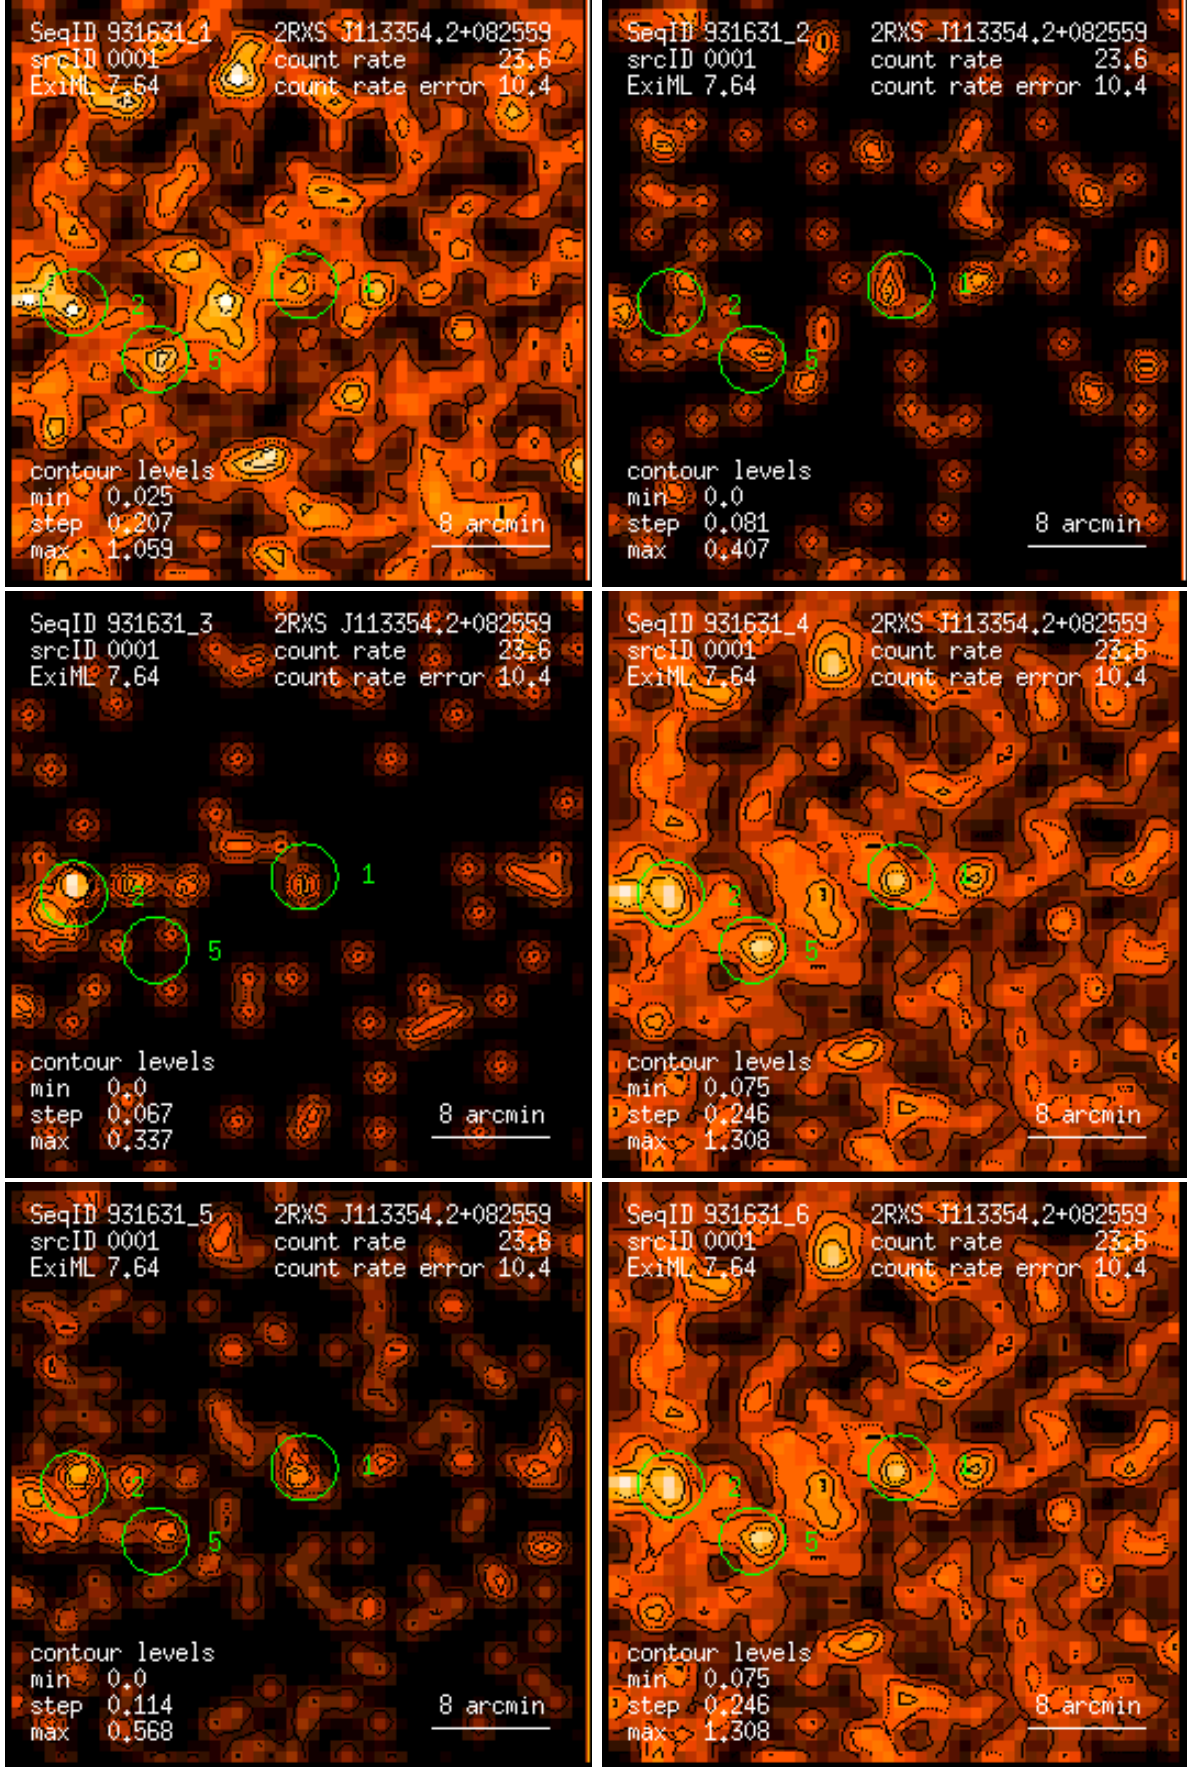 SeqID 931631_1 2RXS J113354.2+082559
srcID 0001 count rate 23.6
ExiML 7.64 count rate error 10.4
1
2
5
contour levels
min 0.025
step 0.207
max 1.059
8 arcmin
SeqID 931631_2 2RXS J113354.2+082559
srcID 0001 count rate 23.6
ExiML 7.64 count rate error 10.4
1
2
5
contour levels
min 0.0
step 0.081
max 0.407
8 arcmin
SeqID 931631_3 2RXS J113354.2+082559
srcID 0001 count rate 23.6
ExiML 7.64 count rate error 10.4
1
2
5
contour levels
min 0.0
step 0.067
max 0.337
8 arcmin
SeqID 931631_4 2RXS J113354.2+082559
srcID 0001 count rate 23.6
ExiML 7.64 count rate error 10.4
1
2
5
contour levels
min 0.075
step 0.246
max 1.308
8 arcmin
SeqID 931631_5 2RXS J113354.2+082559
srcID 0001 count rate 23.6
ExiML 7.64 count rate error 10.4
1
2
5
contour levels
min 0.0
step 0.114
max 0.568
8 arcmin
SeqID 931631_6 2RXS J113354.2+082559
srcID 0001 count rate 23.6
ExiML 7.64 count rate error 10.4
1
2
5
contour levels
min 0.075
step 0.246
max 1.308
8 arcmin